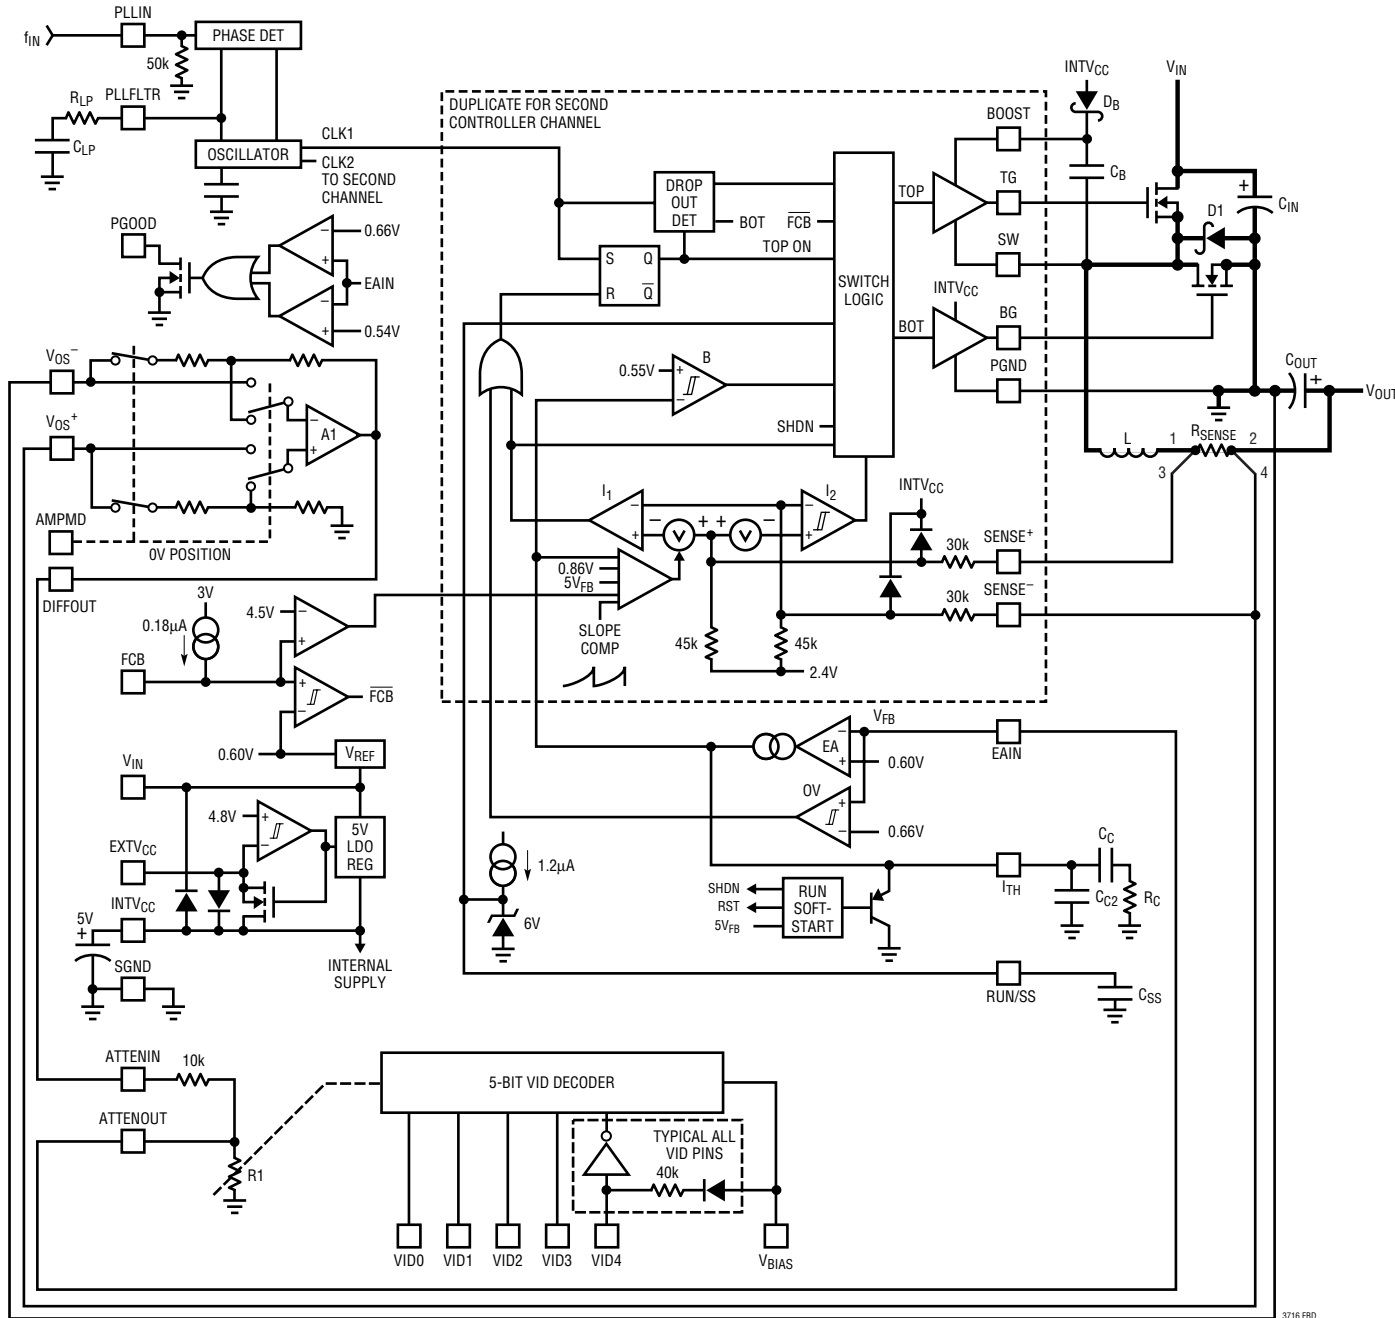 PLLIN
fIN
PHASE DET
50k
RLP
PLLFLTR
CLP
OSCILLATOR
CLK1
CLK2
TO SECOND
CHANNEL
DUPLICATE FOR SECOND
CONTROLLER CHANNEL
INTVCC
VIN
DB
BOOST
CB
TG
TOP
SW
D1
+
CIN
DROP
OUT
DET
BOT
FCB
TOP ON
S
Q
R
Q
SWITCH
LOGIC
INTVCC
BG
BOT
PGND
PGOOD
−
0.66V
+
EAIN
−
+
0.54V
VOS−
VOS+
−
A1
+
AMPMD
0V POSITION
DIFFOUT
B
0.55V
+
−
SHDN
COUT
+
VOUT
L
1
RSENSE
2
3
4
I1
−
+
−
V
+
+
V
−
I2
−
+
INTVCC
30k
SENSE+
30k
SENSE−
0.86V
5VFB
SLOPE
COMP
45k
45k
2.4V
3V
0.18µA
4.5V
−
+
FCB
+
−
FCB
0.60V
VREF
VIN
4.8V
+
−
5V
LDO
REG
EXTVCC
INTVCC
5V
+
SGND
INTERNAL
SUPPLY
VFB
−
EA
+
0.60V
EAIN
OV
+
−
0.66V
1.2µA
6V
SHDN
RST
5VFB
RUN
SOFT-
START
ITH
CC
CC2
RC
RUN/SS
CSS
ATTENIN
10k
ATTENOUT
R1
5-BIT VID DECODER
TYPICAL ALL
VID PINS
40k
VID0
VID1
VID2
VID3
VID4
VBIAS
3716 FBD